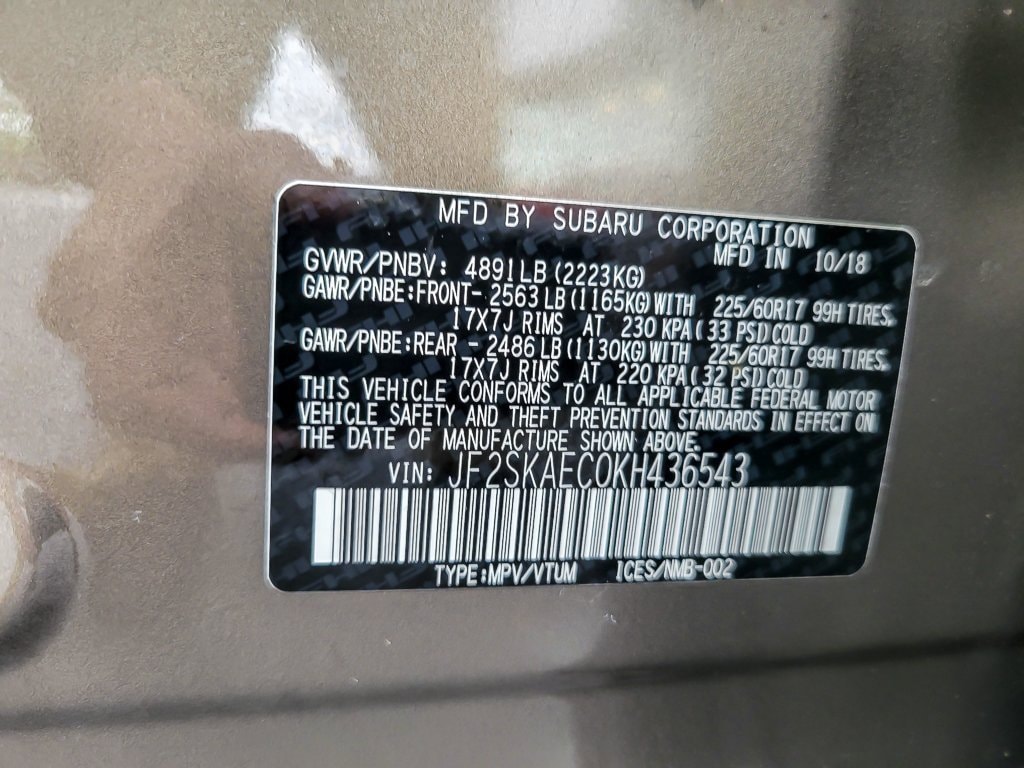 MFD BY SUBARU CORPORATION
MFD IN 10/18
GVWR/PNBV: 4891LB (2223KG)
GAWR/PNBE:FRONT- 2563LB (1165KG) WITH 225/60R17 99H TIRES,
17X7J RIMS AT 230 KPA (33 PSI) COLD
GAWR/PNBE:REAR - 2486LB (1130KG) WITH 225/60R17 99H TIRES,
17X7J RIMS AT 220 KPA (32 PSI) COLD
THIS VEHICLE CONFORMS TO ALL APPLICABLE FEDERAL MOTOR
VEHICLE SAFETY AND THEFT PREVENTION STANDARDS IN EFFECT ON
THE DATE OF MANUFACTURE SHOWN ABOVE.
VIN: JF2SKAEC0KH436543
TYPE:MPV/VTUM ICES/NMB-002